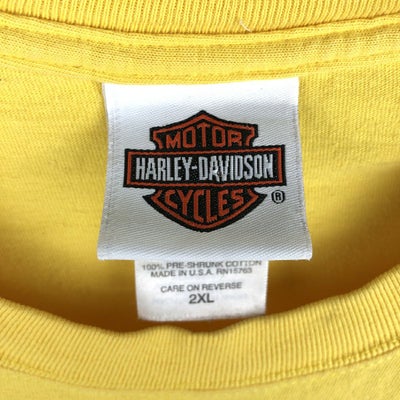 MOTOR
HARLEY-DAVIDSON
CYCLES ®
100% PRE-SHRUNK COTTON
MADE IN U.S.A. RN15763
CARE ON REVERSE
2XL